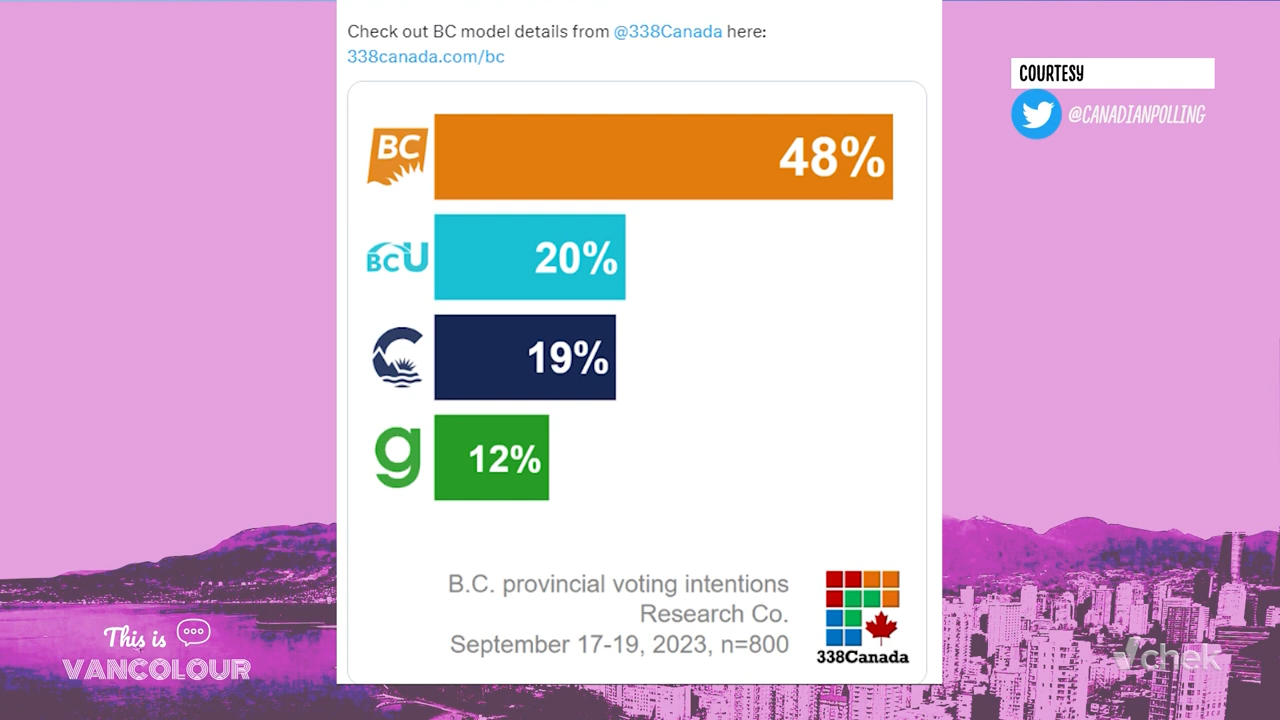 Check out BC model details from @338Canada here:
338canada.com/bc
COURTESY
@CANADIANPOLLING
BC
48%
BCU
20%
C
19%
g
12%
B.C. provincial voting intentions
Research Co.
September 17-19, 2023, n=800
338Canada
This is
VANCOLOUR
chek